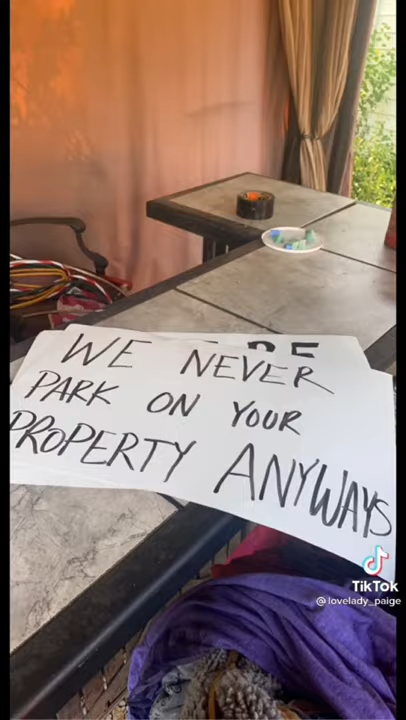 WE NEVER
PARK ON YOUR
PROPERTY ANYWAYS
TikTok
@lovelady_paige